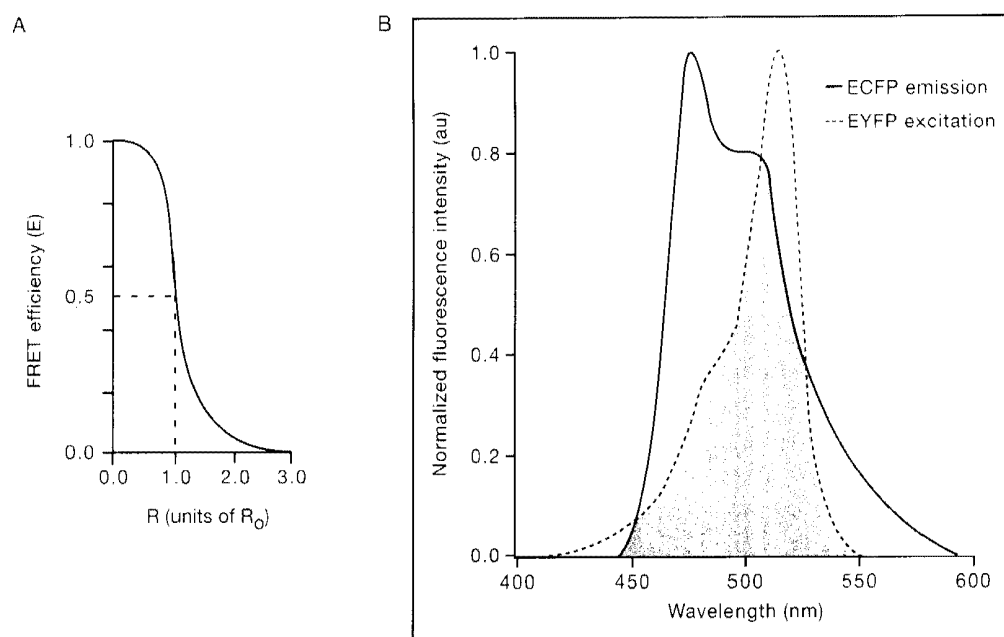 A
1.0
0.5
0.0
FRET efficiency (E)
0.0 1.0 2.0 3.0
R (units of R0)
B
1.0
0.8
0.6
0.4
0.2
0.0
Normalized fluorescence intensity (au)
ECFP emission
EYFP excitation
400 450 500 550 600
Wavelength (nm)